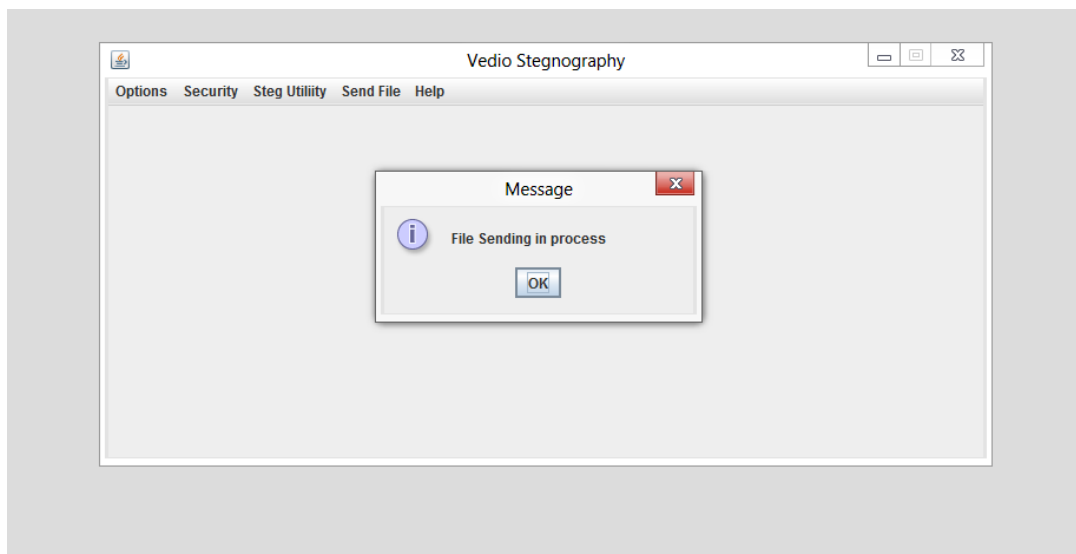 Vedio Stegnography
Options Security Steg Utiliity Send File Help
Message
File Sending in process
OK